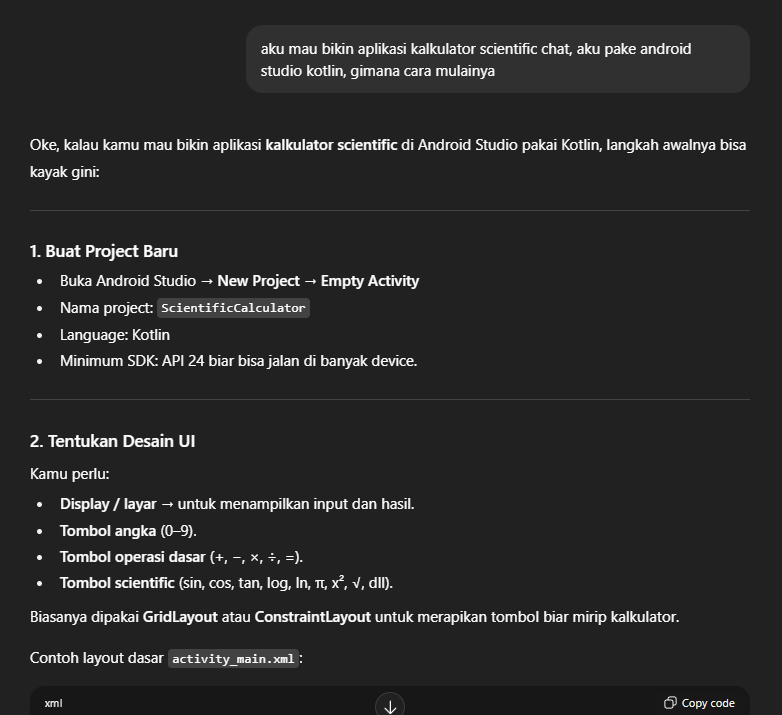 aku mau bikin aplikasi kalkulator scientific chat, aku pake android
studio kotlin, gimana cara mulainya
Oke, kalau kamu mau bikin aplikasi kalkulator scientific di Android Studio pakai Kotlin, langkah awalnya bisa
kayak gini:
1. Buat Project Baru
• Buka Android Studio → New Project → Empty Activity
• Nama project: ScientificCalculator
• Language: Kotlin
• Minimum SDK: API 24 biar bisa jalan di banyak device.
2. Tentukan Desain UI
Kamu perlu:
• Display / layar → untuk menampilkan input dan hasil.
• Tombol angka (0–9).
• Tombol operasi dasar (+, −, ×, ÷, =).
• Tombol scientific (sin, cos, tan, log, ln, π, x², √, dll).
Biasanya dipakai GridLayout atau ConstraintLayout untuk merapikan tombol biar mirip kalkulator.
Contoh layout dasar activity_main.xml:
xml Copy code